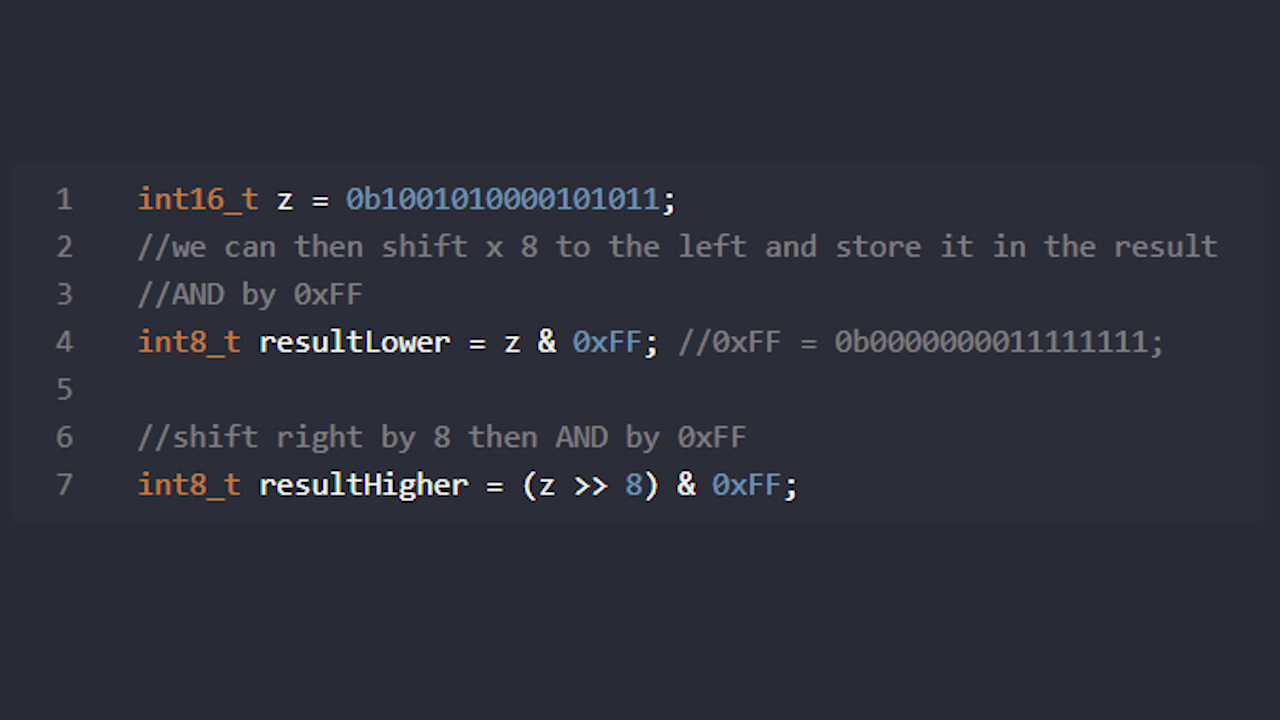 1 int16_t z = 0b1001010000101011;
2 //we can then shift x 8 to the left and store it in the result
3 //AND by 0xFF
4 int8_t resultLower = z & 0xFF; //0xFF = 0b0000000011111111;
5
6 //shift right by 8 then AND by 0xFF
7 int8_t resultHigher = (z >> 8) & 0xFF;